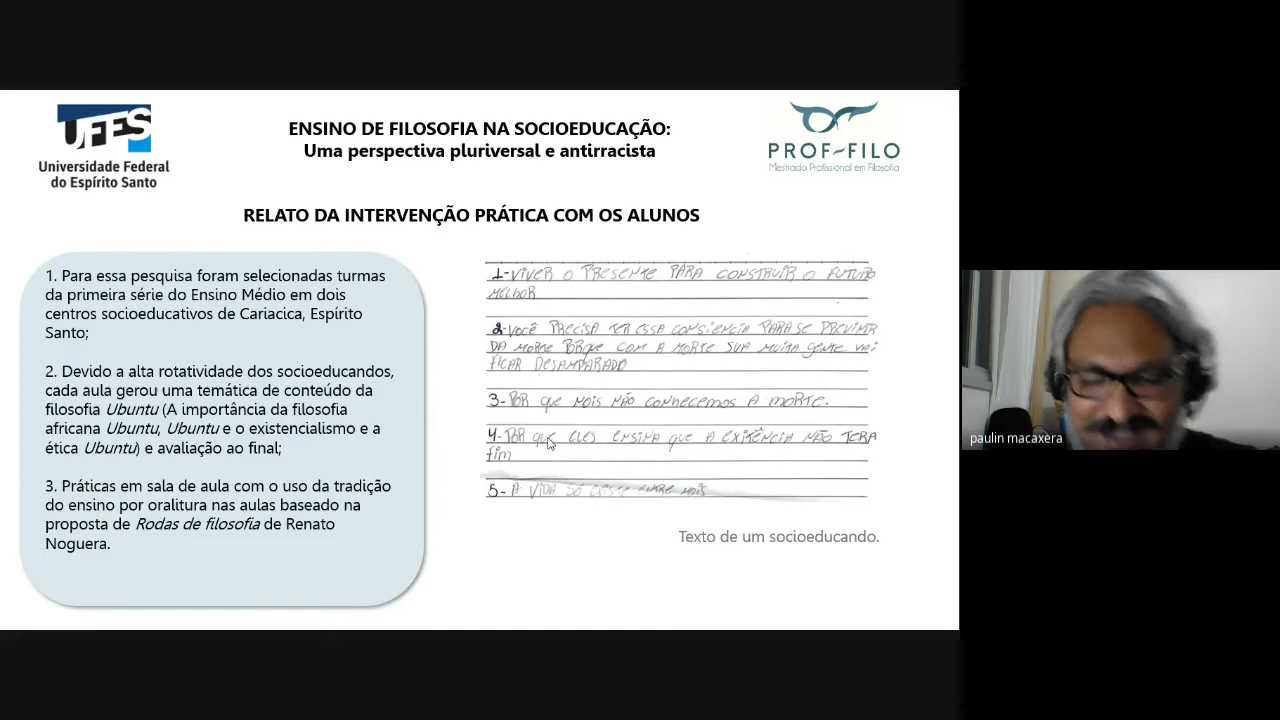 UFES
Universidade Federal
do Espírito Santo
ENSINO DE FILOSOFIA NA SOCIOEDUCAÇÃO:
Uma perspectiva pluriversal e antirracista
PROF-FILO
Mestrado Profissional em Filosofia
RELATO DA INTERVENÇÃO PRÁTICA COM OS ALUNOS
1. Para essa pesquisa foram selecionadas turmas
da primeira série do Ensino Médio em dois
centros socioeducativos de Cariacica, Espírito
Santo;
2. Devido a alta rotatividade dos socioeducandos,
cada aula gerou uma temática de conteúdo da
filosofia Ubuntu (A importância da filosofia
africana Ubuntu, Ubuntu e o existencialismo e a
ética Ubuntu) e avaliação ao final;
3. Práticas em sala de aula com o uso da tradição
do ensino por oralitura nas aulas baseado na
proposta de Rodas de filosofia de Renato
Noguera.
1- VIVER O PRESENTE PARA CONSTRUIR O FUTURO
MELHOR
2- VOCÊ PRECISA TER ESSA CONSIENCIA PARA SE PREVINIR
DA MORTE PORQUE COM A MORTE SUA MUITA GENTE VAI
FICAR DESAMPARADO
3- POR QUE NOIS NÃO CONHECEMOS A MORTE.
4- POR QUE ELES ENSINA QUE A EXITÊNCIA NÃO TERA
FIM
5- A VIDA SÓ EXISTE ENTRE NOIS
Texto de um socioeducando.
paulin macaxera